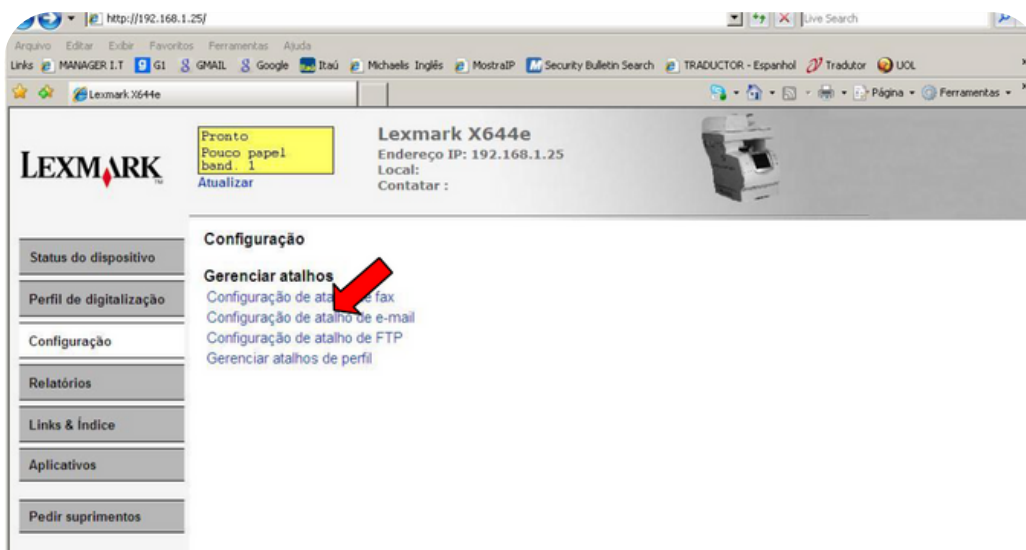 http://192.168.1.25/
Live Search
Arquivo Editar Exibir Favoritos Ferramentas Ajuda
Links MANAGER I.T G1 GMAIL Google Itaú Michaelis Inglês MostraIP Security Bulletin Search TRADUCTOR - Espanhol Tradutor UOL
Lexmark X644e
Página Ferramentas
LEXMARK
TM
Pronto
Pouco papel
band. 1
Atualizar
Lexmark X644e
Endereço IP: 192.168.1.25
Local:
Contatar :
Status do dispositivo
Perfil de digitalização
Configuração
Relatórios
Links & Índice
Aplicativos
Pedir suprimentos
Configuração
Gerenciar atalhos
Configuração de fax
Configuração de atalho de e-mail
Configuração de atalho de FTP
Gerenciar atalhos de perfil